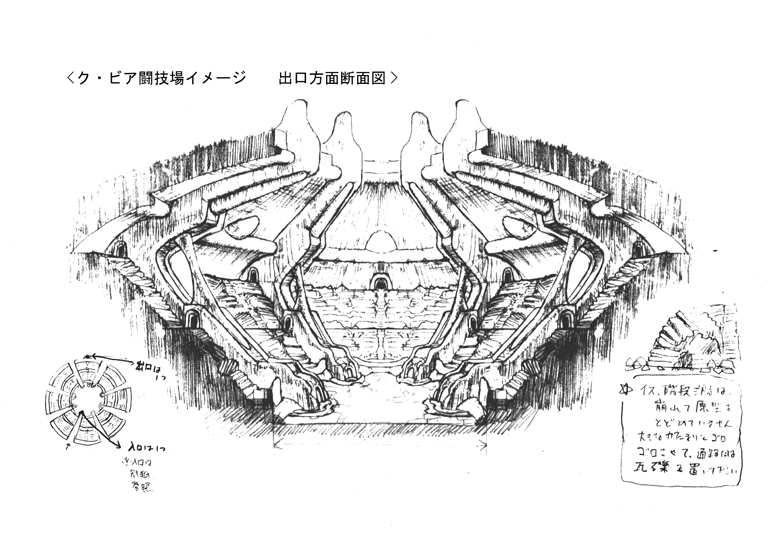 〈ク・ビア闘技場イメージ　　出口方面断面図〉
出口は
1つ
入口は1つ
※入口は
別紙
参照
※イス、階段部分は、
崩れて原型を
とどめていません
大きなカタまりをゴロ
ゴロさせて、通路には
瓦礫を置いて下さい